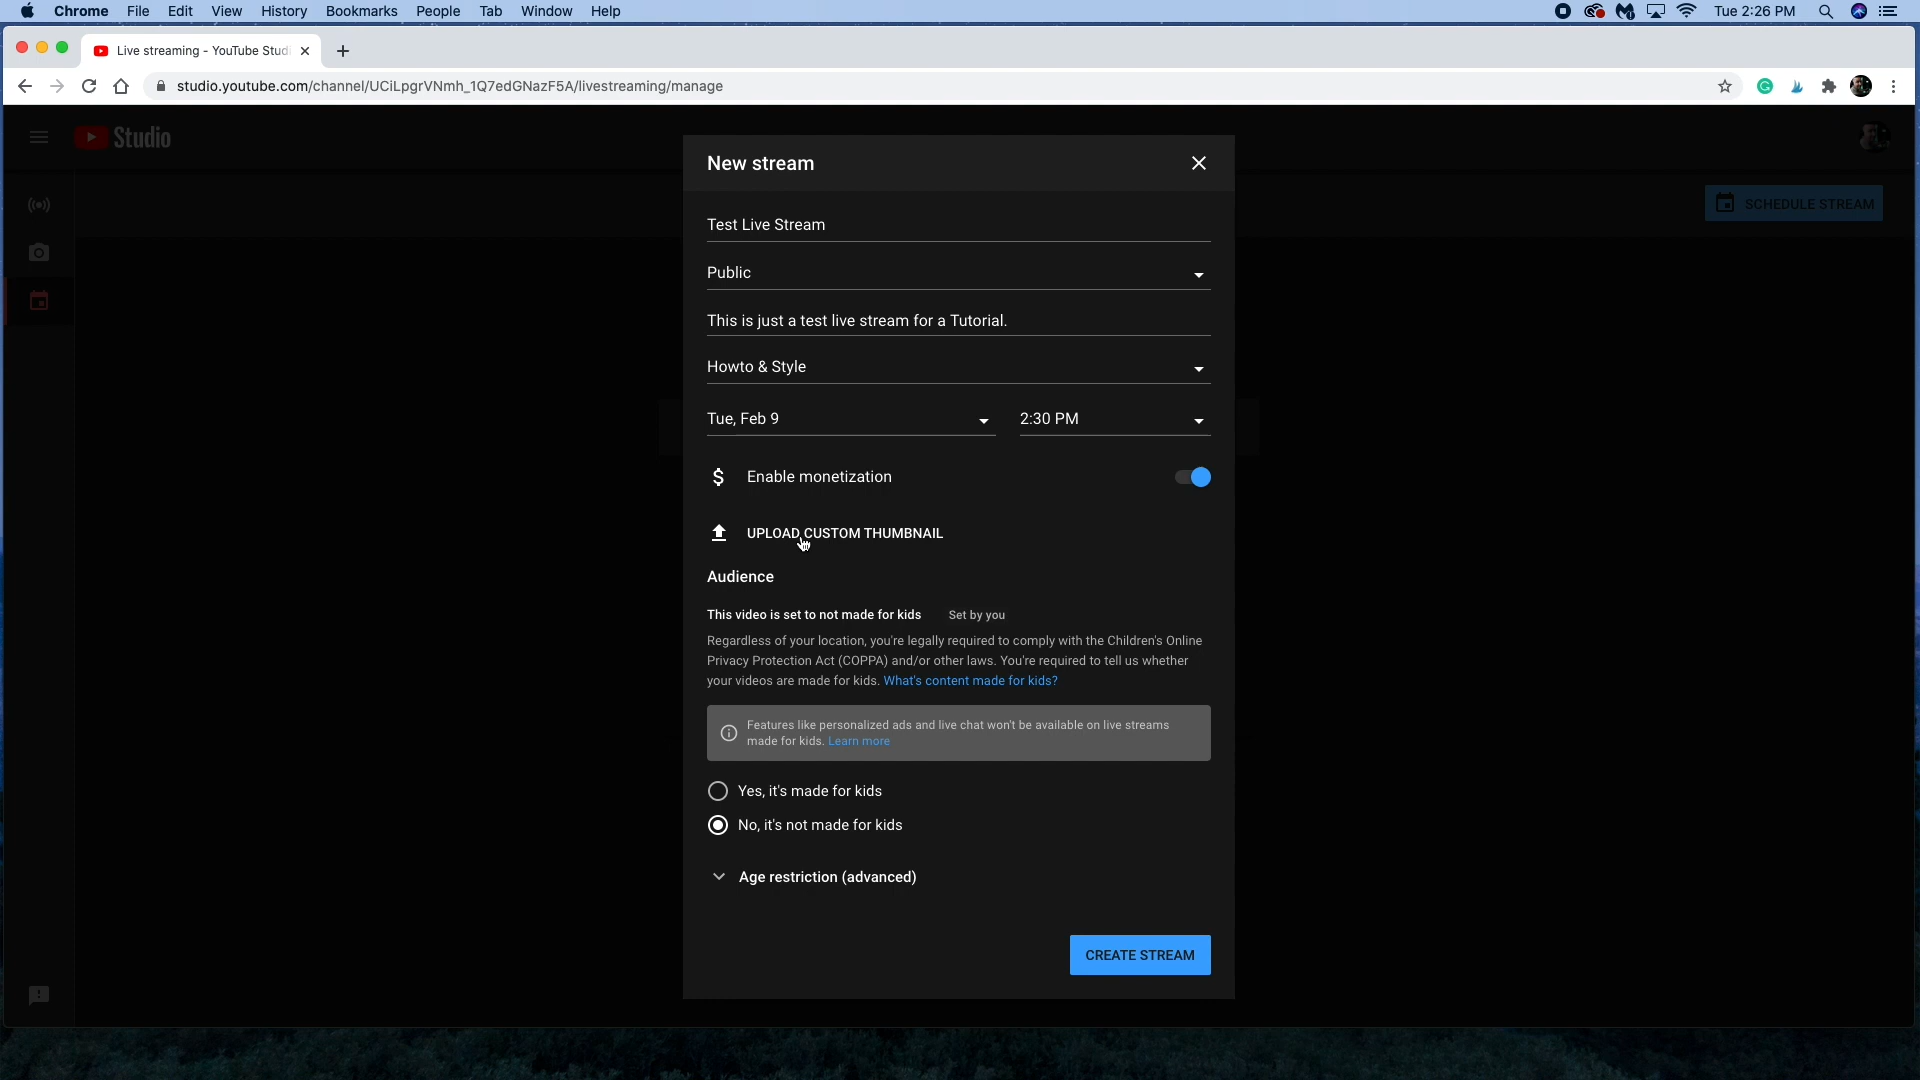 Chrome File Edit View History Bookmarks People Tab Window Help Tue 2:26 PM
Live streaming - YouTube Studi
studio.youtube.com/channel/UCiLpgrVNmh_1Q7edGNazF5A/livestreaming/manage
Studio
SCHEDULE STREAM
New stream
Test Live Stream
Public
This is just a test live stream for a Tutorial.
Howto & Style
Tue, Feb 9 2:30 PM
Enable monetization
UPLOAD CUSTOM THUMBNAIL
Audience
This video is set to not made for kids Set by you
Regardless of your location, you're legally required to comply with the Children's Online
Privacy Protection Act (COPPA) and/or other laws. You're required to tell us whether
your videos are made for kids. What's content made for kids?
Features like personalized ads and live chat won't be available on live streams
made for kids. Learn more
Yes, it's made for kids
No, it's not made for kids
Age restriction (advanced)
CREATE STREAM